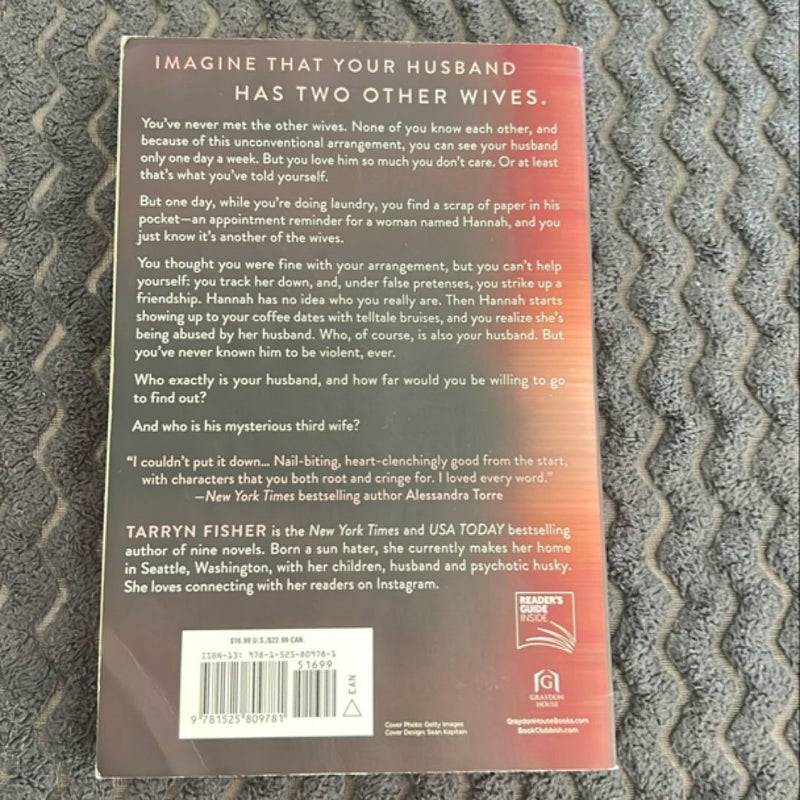 IMAGINE THAT YOUR HUSBAND
HAS TWO OTHER WIVES.
You've never met the other wives. None of you know each other, and
because of this unconventional arrangement, you can see your husband
only one day a week. But you love him so much you don't care. Or at least
that's what you've told yourself.
But one day, while you're doing laundry, you find a scrap of paper in his
pocket—an appointment reminder for a woman named Hannah, and you
just know it's another of the wives.
You thought you were fine with your arrangement, but you can't help
yourself: you track her down, and, under false pretenses, you strike up a
friendship. Hannah has no idea who you really are. Then Hannah starts
showing up to your coffee dates with telltale bruises, and you realize she's
being abused by her husband. Who, of course, is also your husband. But
you've never known him to be violent, ever.
Who exactly is your husband, and how far would you be willing to go
to find out?
And who is his mysterious third wife?
"I couldn't put it down... Nail-biting, heart-clenchingly good from the start,
with characters that you both root and cringe for. I loved every word."
—New York Times bestselling author Alessandra Torre
TARRYN FISHER is the New York Times and USA TODAY bestselling
author of nine novels. Born a sun hater, she currently makes her home
in Seattle, Washington, with her children, husband and psychotic husky.
She loves connecting with her readers on Instagram.
READER'S
GUIDE
INSIDE
$16.99 U.S./$22.99 CAN.
ISBN-13: 978-1-525-80978-1
51699
EAN
9 781525 809781
G
GRAYDON
HOUSE
Cover Photo: Getty Images
Cover Design: Sean Kapitain
GraydonHouseBooks.com
BookClubbish.com